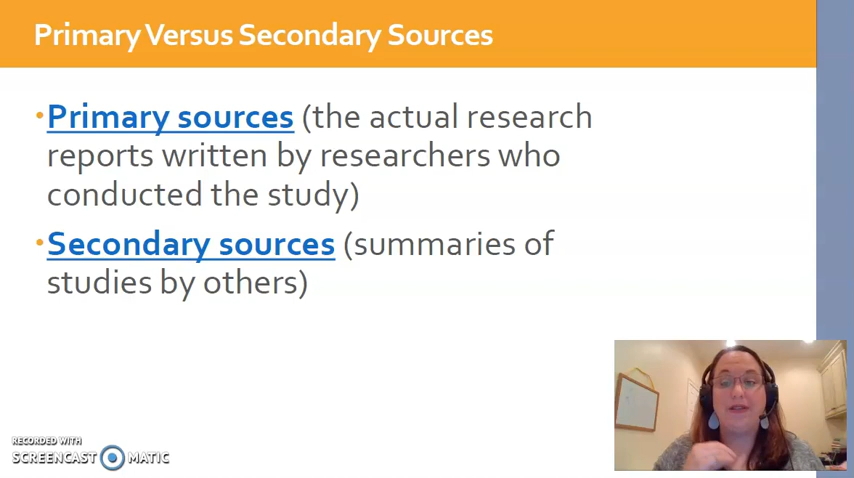 Primary Versus Secondary Sources
•Primary sources (the actual research
reports written by researchers who
conducted the study)
•Secondary sources (summaries of
studies by others)
RECORDED WITH
SCREENCAST MATIC